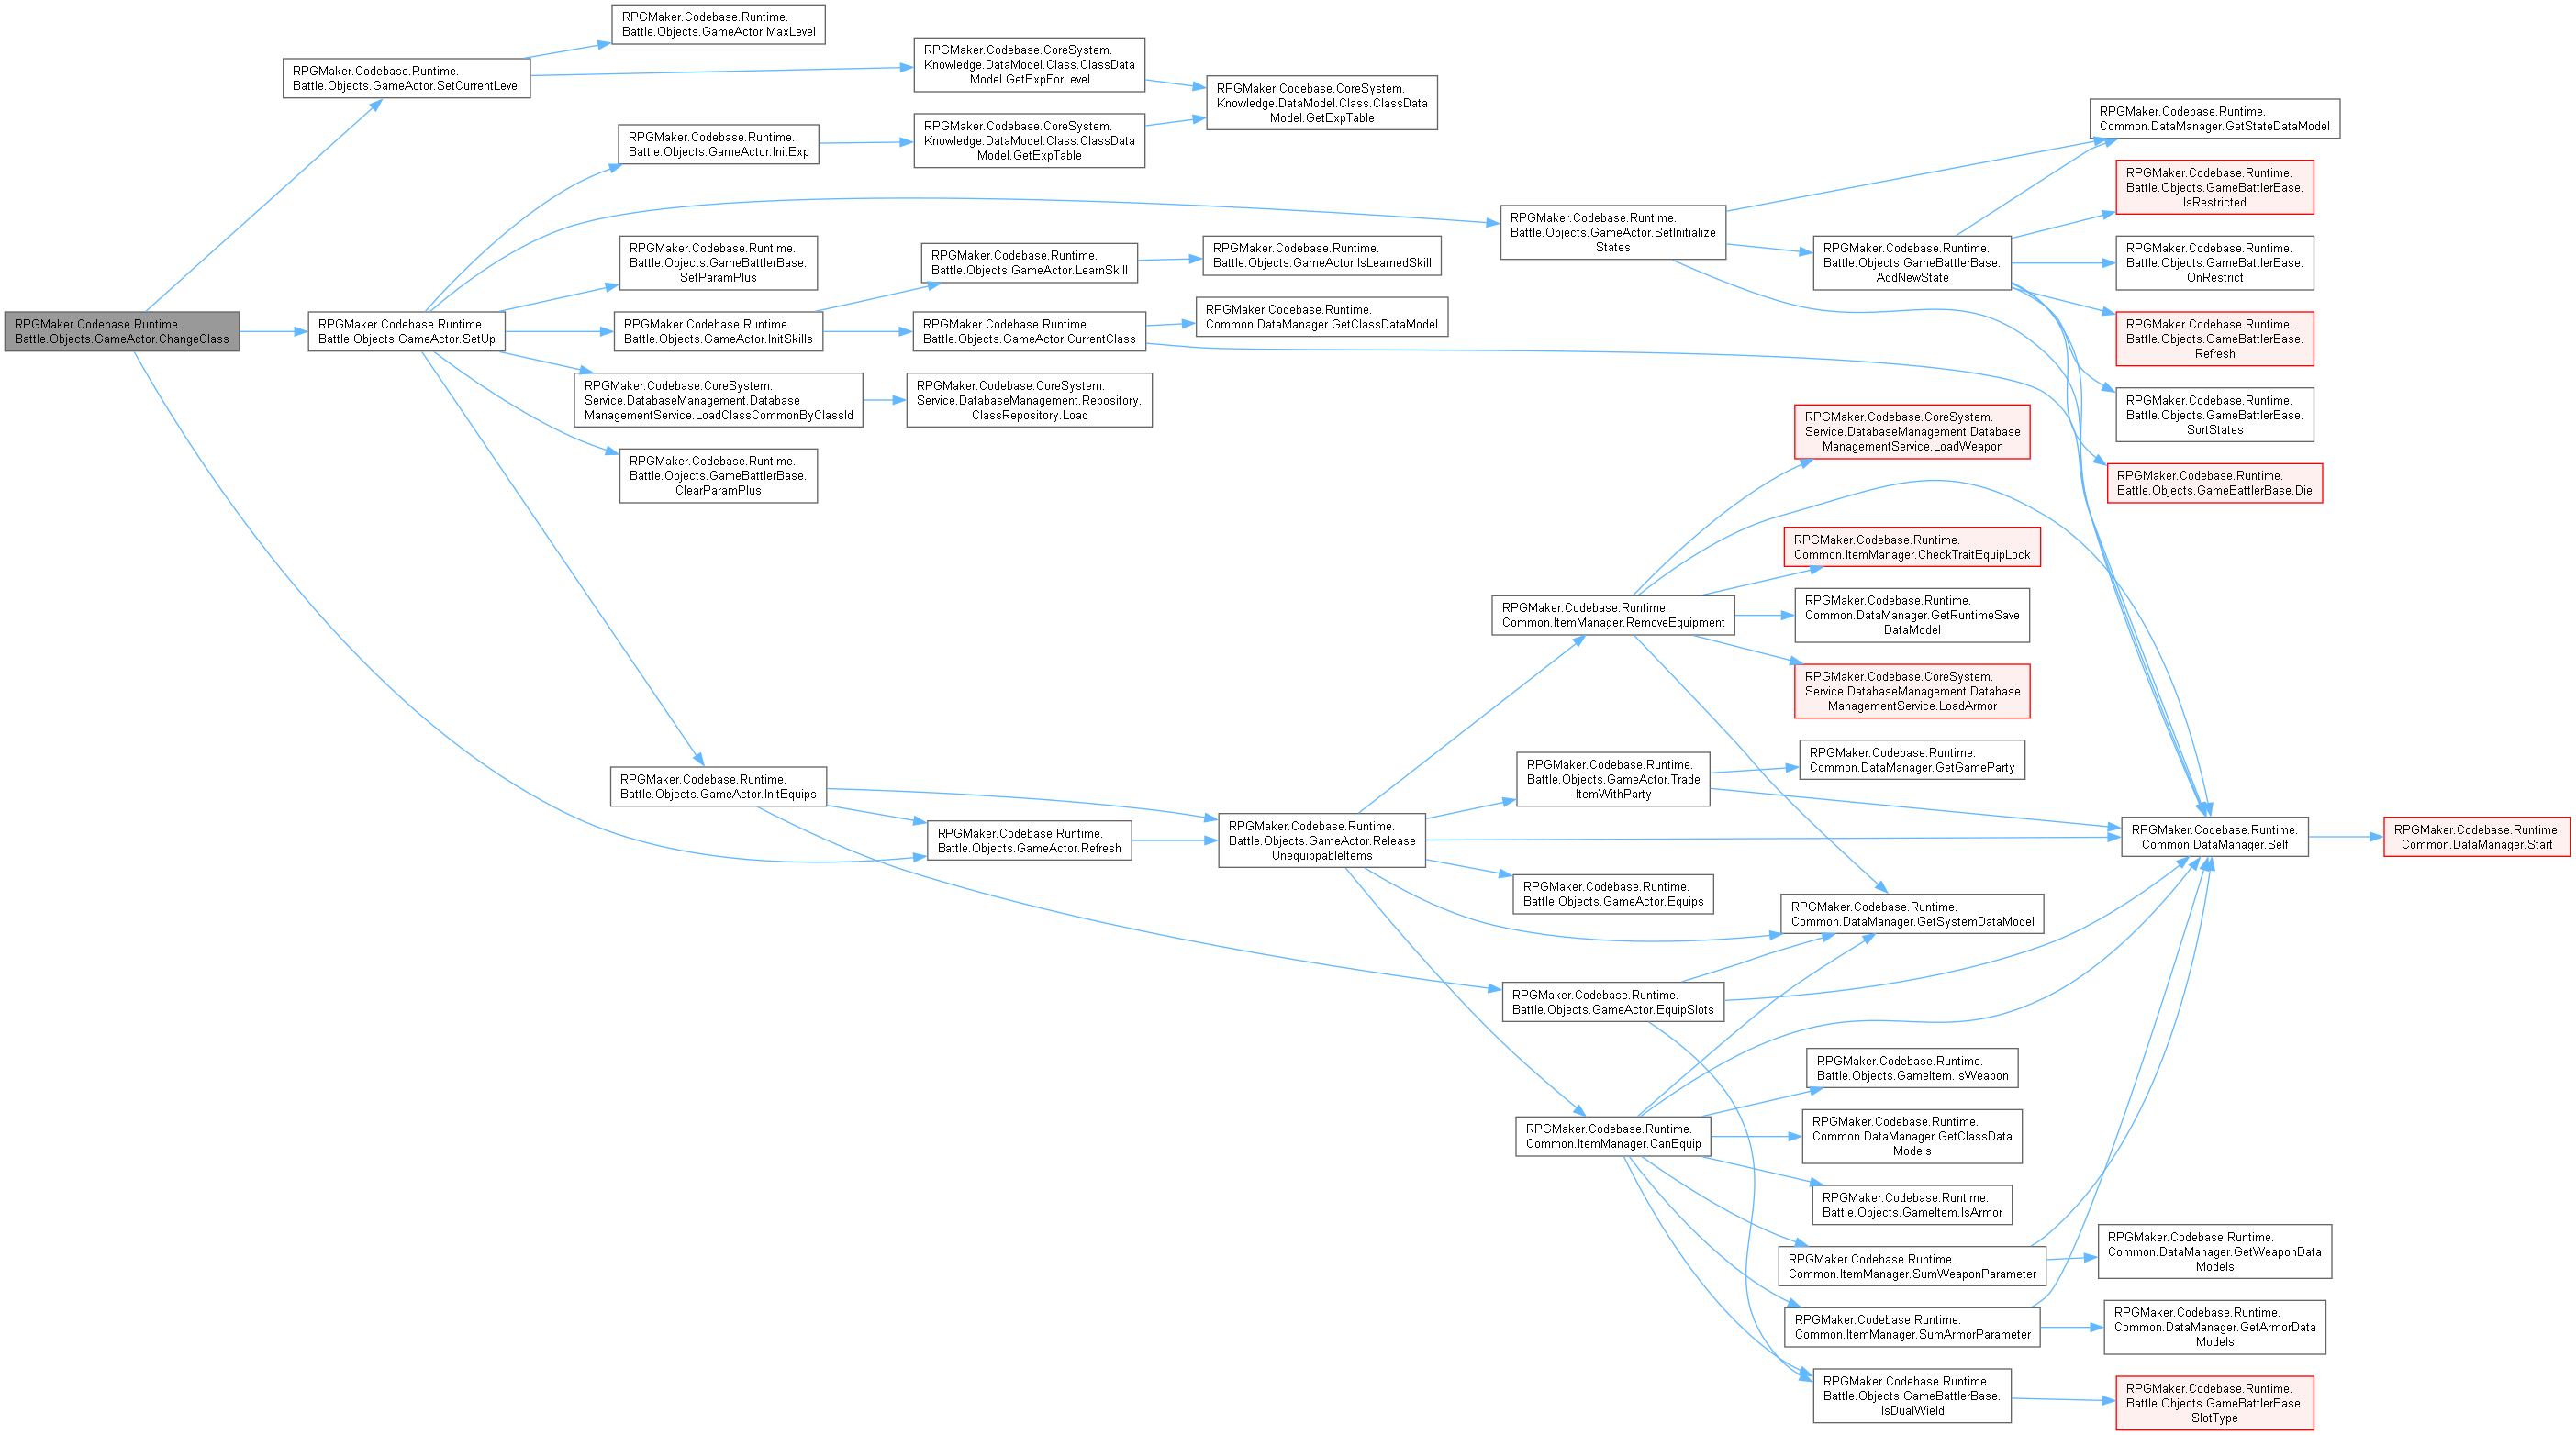 RPGMaker.Codebase.Runtime.
Battle.Objects.GameActor.ChangeClass
RPGMaker.Codebase.Runtime.
Battle.Objects.GameActor.SetCurrentLevel
RPGMaker.Codebase.Runtime.
Battle.Objects.GameActor.SetUp
RPGMaker.Codebase.Runtime.
Battle.Objects.GameActor.MaxLevel
RPGMaker.Codebase.Runtime.
Battle.Objects.GameActor.InitExp
RPGMaker.Codebase.Runtime.
Battle.Objects.GameBattlerBase.
SetParamPlus
RPGMaker.Codebase.Runtime.
Battle.Objects.GameActor.InitSkills
RPGMaker.Codebase.CoreSystem.
Service.DatabaseManagement.Database
ManagementService.LoadClassCommonByClassId
RPGMaker.Codebase.Runtime.
Battle.Objects.GameBattlerBase.
ClearParamPlus
RPGMaker.Codebase.Runtime.
Battle.Objects.GameActor.InitEquips
RPGMaker.Codebase.CoreSystem.
Knowledge.DataModel.Class.ClassData
Model.GetExpForLevel
RPGMaker.Codebase.CoreSystem.
Knowledge.DataModel.Class.ClassData
Model.GetExpTable
RPGMaker.Codebase.Runtime.
Battle.Objects.GameActor.LearnSkill
RPGMaker.Codebase.Runtime.
Battle.Objects.GameActor.CurrentClass
RPGMaker.Codebase.CoreSystem.
Service.DatabaseManagement.Repository.
ClassRepository.Load
RPGMaker.Codebase.Runtime.
Battle.Objects.GameActor.Refresh
RPGMaker.Codebase.CoreSystem.
Knowledge.DataModel.Class.ClassData
Model.GetExpTable
RPGMaker.Codebase.Runtime.
Battle.Objects.GameActor.IsLearnedSkill
RPGMaker.Codebase.Runtime.
Common.DataManager.GetClassDataModel
RPGMaker.Codebase.Runtime.
Battle.Objects.GameActor.Release
UnequippableItems
RPGMaker.Codebase.Runtime.
Battle.Objects.GameActor.SetInitialize
States
RPGMaker.Codebase.Runtime.
Common.ItemManager.RemoveEquipment
RPGMaker.Codebase.Runtime.
Battle.Objects.GameActor.Trade
ItemWithParty
RPGMaker.Codebase.Runtime.
Battle.Objects.GameActor.Equips
RPGMaker.Codebase.Runtime.
Battle.Objects.GameActor.EquipSlots
RPGMaker.Codebase.Runtime.
Common.ItemManager.CanEquip
RPGMaker.Codebase.Runtime.
Battle.Objects.GameBattlerBase.
AddNewState
RPGMaker.Codebase.CoreSystem.
Service.DatabaseManagement.Database
ManagementService.LoadWeapon
RPGMaker.Codebase.Runtime.
Common.ItemManager.CheckTraitEquipLock
RPGMaker.Codebase.Runtime.
Common.DataManager.GetRuntimeSave
DataModel
RPGMaker.Codebase.CoreSystem.
Service.DatabaseManagement.Database
ManagementService.LoadArmor
RPGMaker.Codebase.Runtime.
Common.DataManager.GetGameParty
RPGMaker.Codebase.Runtime.
Common.DataManager.GetSystemDataModel
RPGMaker.Codebase.Runtime.
Battle.Objects.GameItem.IsWeapon
RPGMaker.Codebase.Runtime.
Common.DataManager.GetClassData
Models
RPGMaker.Codebase.Runtime.
Battle.Objects.GameItem.IsArmor
RPGMaker.Codebase.Runtime.
Common.ItemManager.SumWeaponParameter
RPGMaker.Codebase.Runtime.
Common.ItemManager.SumArmorParameter
RPGMaker.Codebase.Runtime.
Battle.Objects.GameBattlerBase.
IsDualWield
RPGMaker.Codebase.Runtime.
Common.DataManager.GetStateDataModel
RPGMaker.Codebase.Runtime.
Battle.Objects.GameBattlerBase.
IsRestricted
RPGMaker.Codebase.Runtime.
Battle.Objects.GameBattlerBase.
OnRestrict
RPGMaker.Codebase.Runtime.
Battle.Objects.GameBattlerBase.
Refresh
RPGMaker.Codebase.Runtime.
Battle.Objects.GameBattlerBase.
SortStates
RPGMaker.Codebase.Runtime.
Battle.Objects.GameBattlerBase.Die
RPGMaker.Codebase.Runtime.
Common.DataManager.Self
RPGMaker.Codebase.Runtime.
Common.DataManager.GetWeaponData
Models
RPGMaker.Codebase.Runtime.
Common.DataManager.GetArmorData
Models
RPGMaker.Codebase.Runtime.
Battle.Objects.GameBattlerBase.
SlotType
RPGMaker.Codebase.Runtime.
Common.DataManager.Start